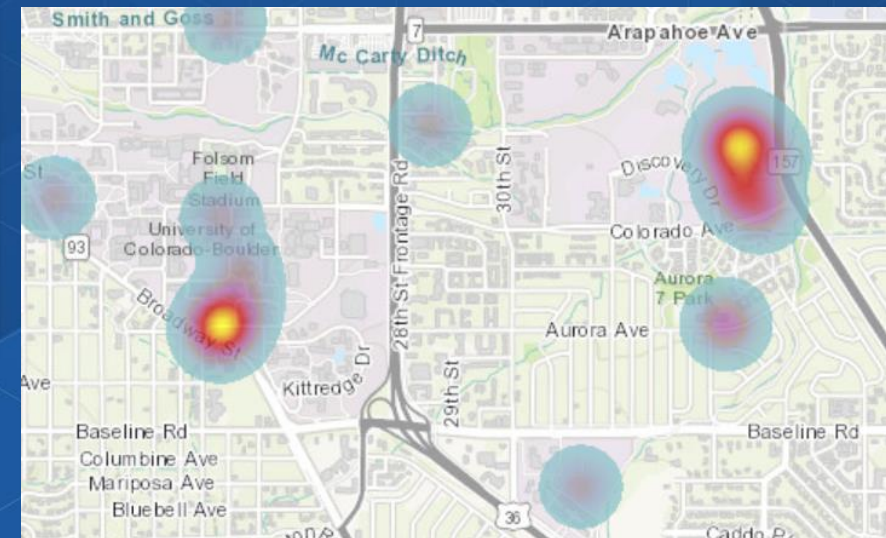 Smith and Goss
7
Arapahoe Ave
Mc Carty Ditch
St
Folsom
Field
Stadium
30th St
Discovery Dr
157
University of
Colorado-Boulder
93
Colorado Ave
28th St Frontage Rd
Aurora
7 Park
Broadway St
Aurora Ave
Kittredge Dr
Ave
29th St
Baseline Rd
Baseline Rd
Columbine Ave
Mariposa Ave
Bluebell Ave
36
Caddo P